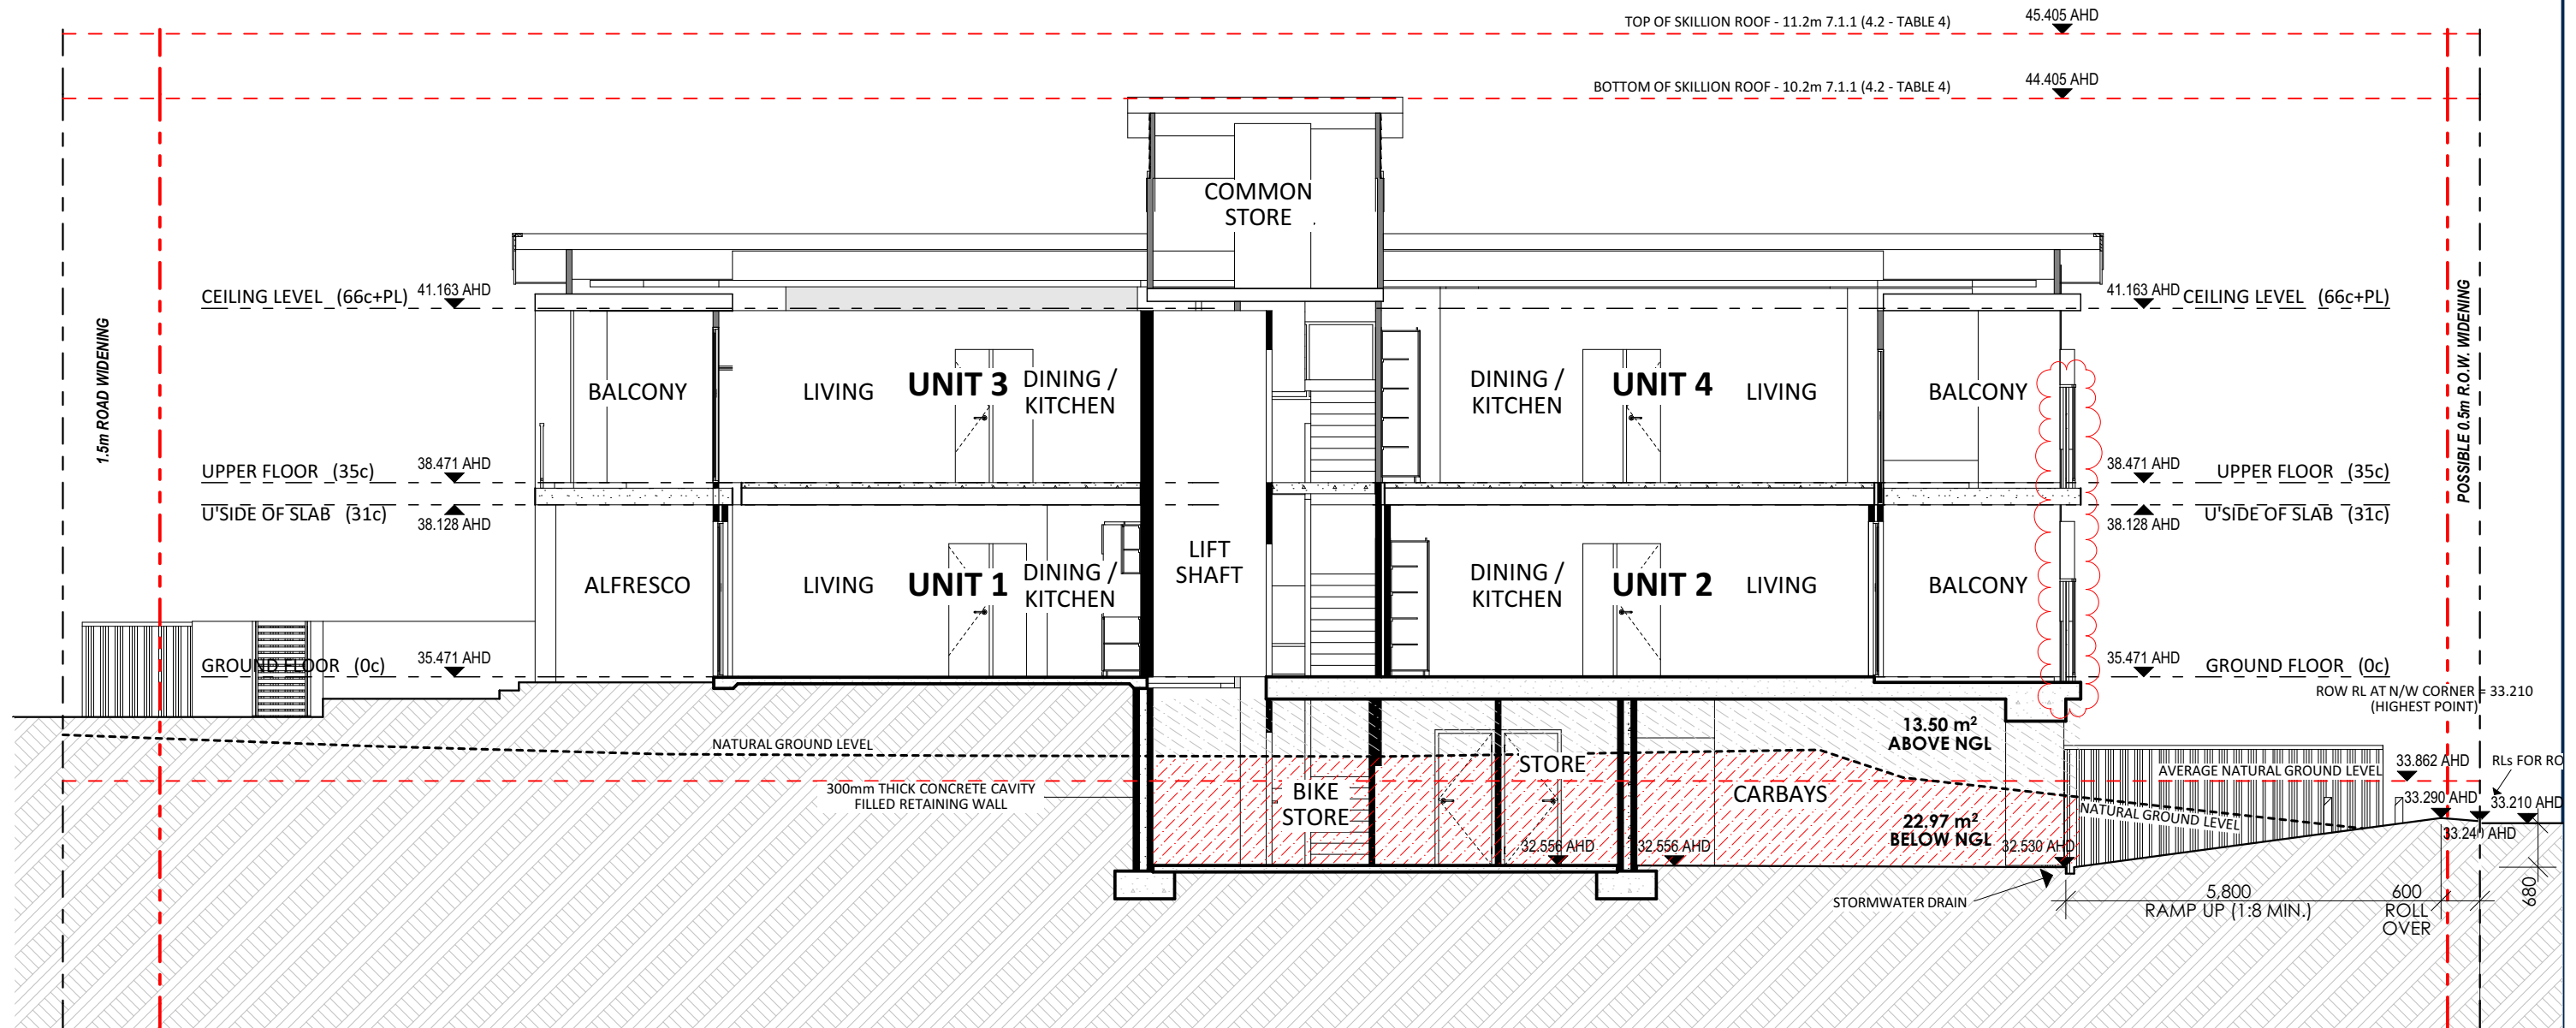 TOP OF SKILLION ROOF - 11.2m 7.1.1 (4.2 - TABLE 4)
45.405 AHD
BOTTOM OF SKILLION ROOF - 10.2m 7.1.1 (4.2 - TABLE 4)
44.405 AHD
COMMON
STORE
CEILING LEVEL (66c+PL)
41.163 AHD
41.163 AHD
CEILING LEVEL (66c+PL)
1.5m ROAD WIDENING
POSSIBLE 0.5m R.O.W. WIDENING
BALCONY
LIVING
UNIT 3
DINING /
KITCHEN
DINING /
KITCHEN
UNIT 4
LIVING
BALCONY
UPPER FLOOR (35c)
38.471 AHD
38.471 AHD
UPPER FLOOR (35c)
U'SIDE OF SLAB (31c)
38.128 AHD
38.128 AHD
U'SIDE OF SLAB (31c)
LIFT
SHAFT
ALFRESCO
LIVING
UNIT 1
DINING /
KITCHEN
DINING /
KITCHEN
UNIT 2
LIVING
BALCONY
GROUND FLOOR (0c)
35.471 AHD
35.471 AHD
GROUND FLOOR (0c)
ROW RL AT N/W CORNER = 33.210
(HIGHEST POINT)
NATURAL GROUND LEVEL
13.50 m²
ABOVE NGL
STORE
AVERAGE NATURAL GROUND LEVEL
33.862 AHD
RLs FOR RO
300mm THICK CONCRETE CAVITY
FILLED RETAINING WALL
BIKE
STORE
CARBAYS
33.290 AHD
33.210 AHD
NATURAL GROUND LEVEL
22.97 m²
BELOW NGL
33.240 AHD
32.556 AHD
32.556 AHD
32.530 AHD
STORMWATER DRAIN
5,800
RAMP UP (1:8 MIN.)
600
ROLL
OVER
680